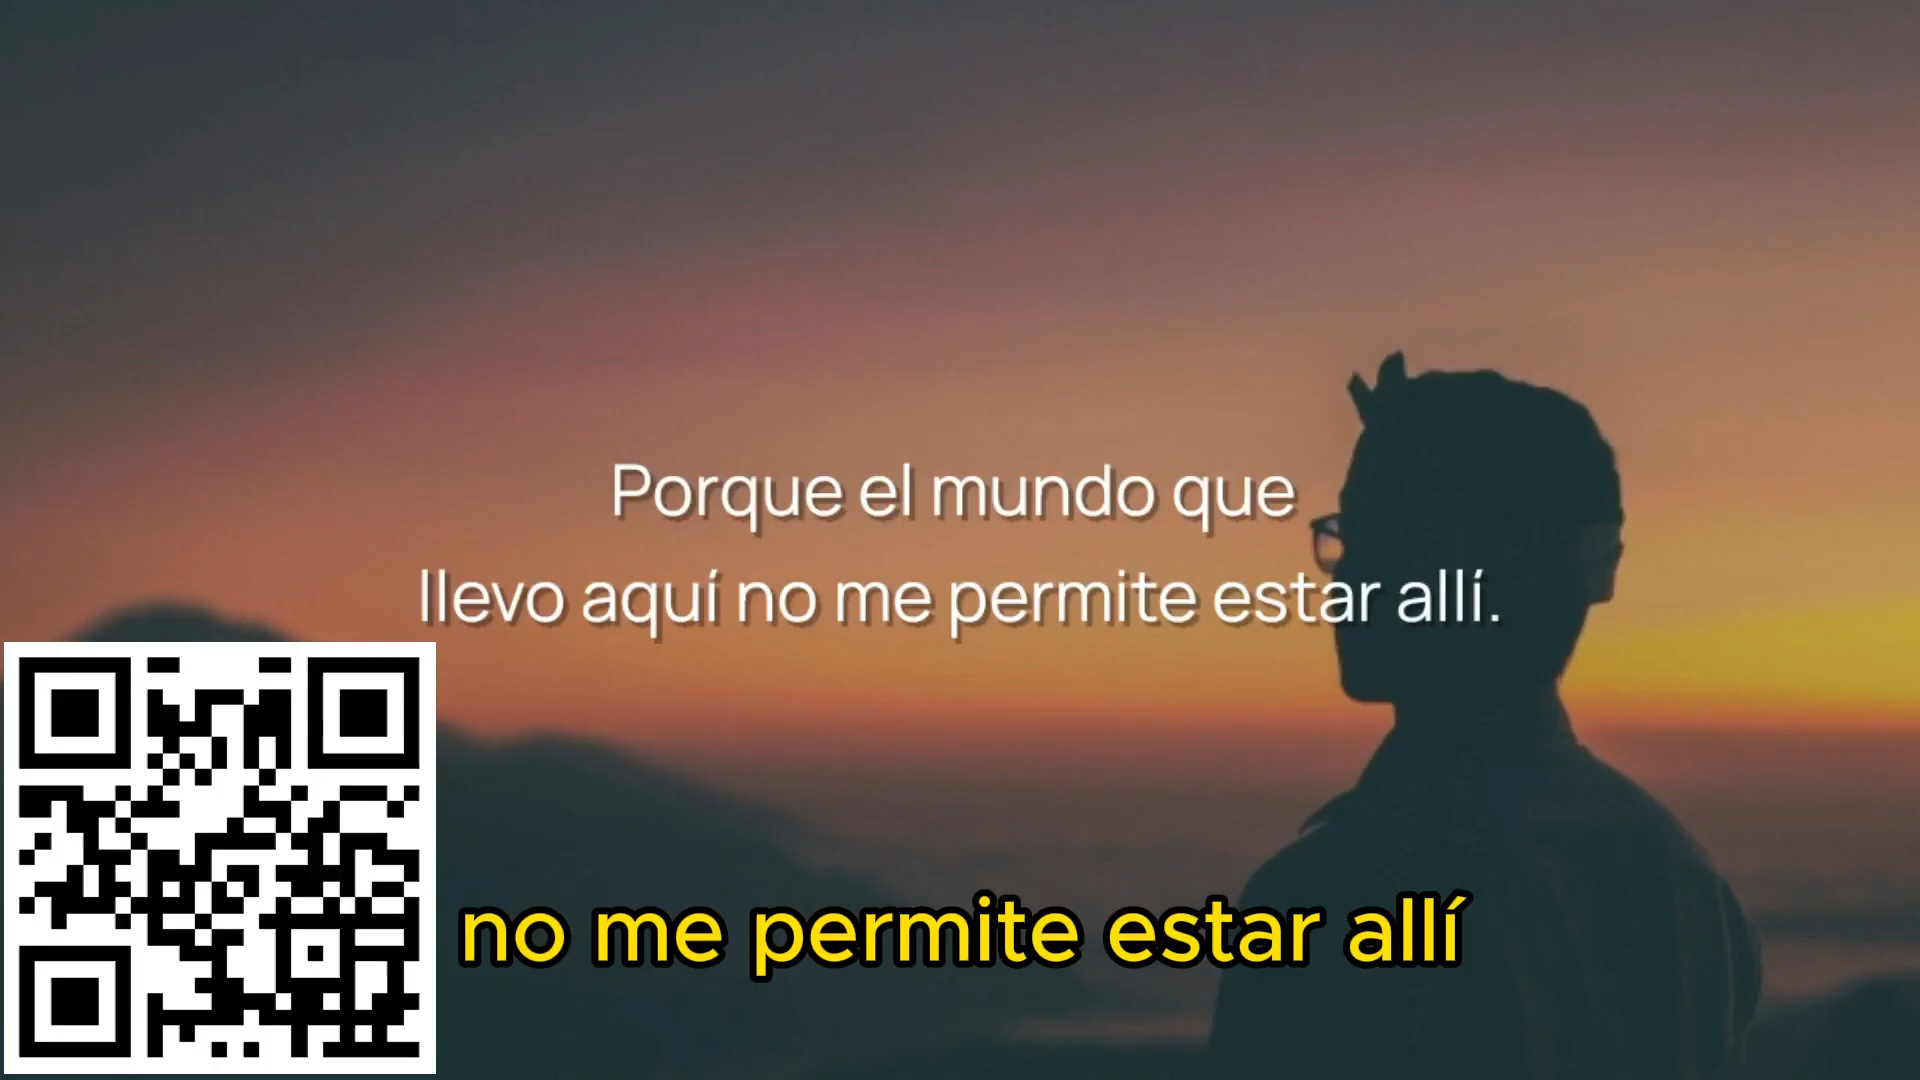 Porque el mundo que
llevo aquí no me permite estar allí.
no me permite estar allí